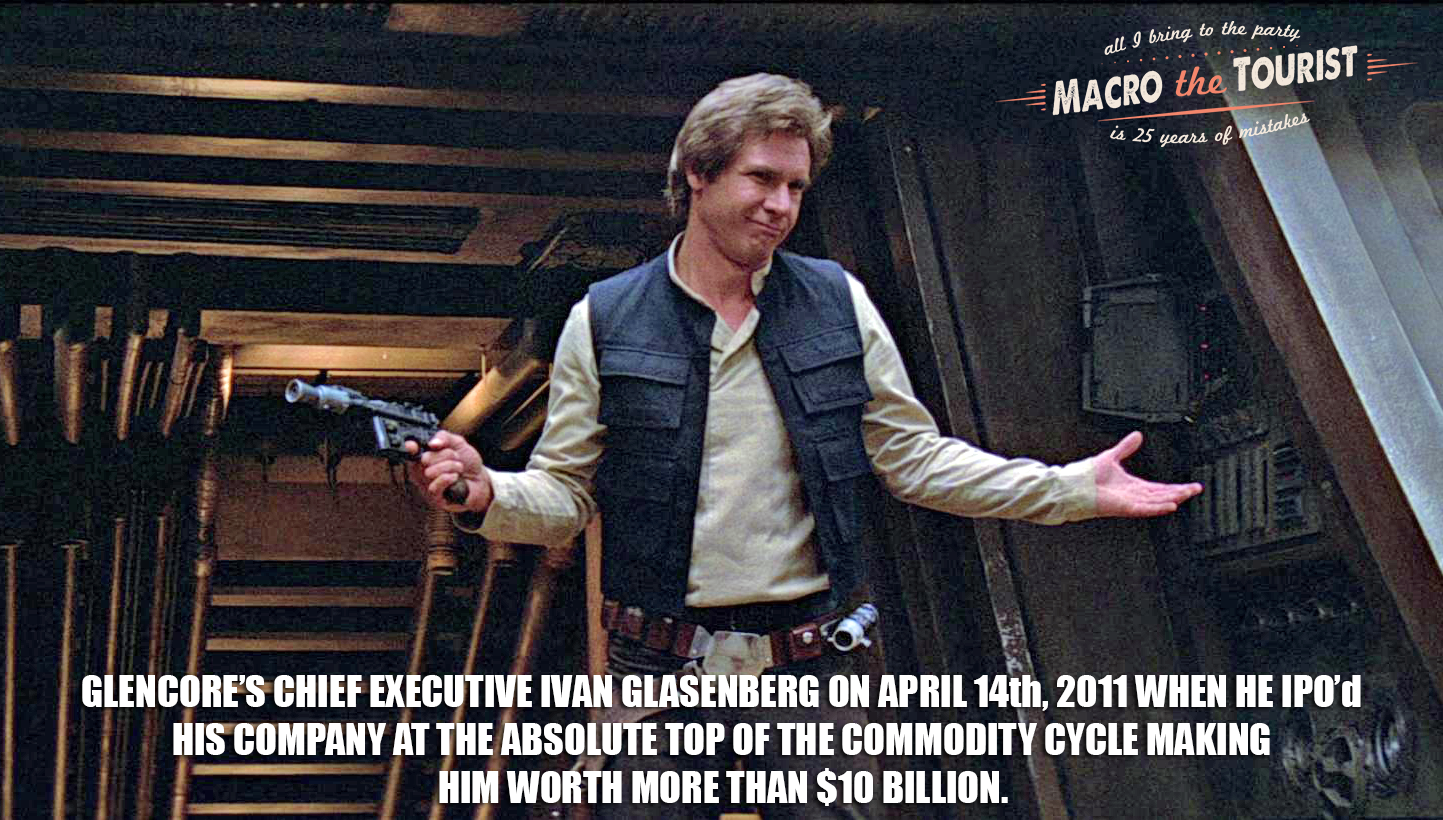 all I bring to the party
MACRO the TOURIST
is 25 years of mistakes
GLENCORE'S CHIEF EXECUTIVE IVAN GLASENBERG ON APRIL 14th, 2011 WHEN HE IPO'd
HIS COMPANY AT THE ABSOLUTE TOP OF THE COMMODITY CYCLE MAKING
HIM WORTH MORE THAN $10 BILLION.